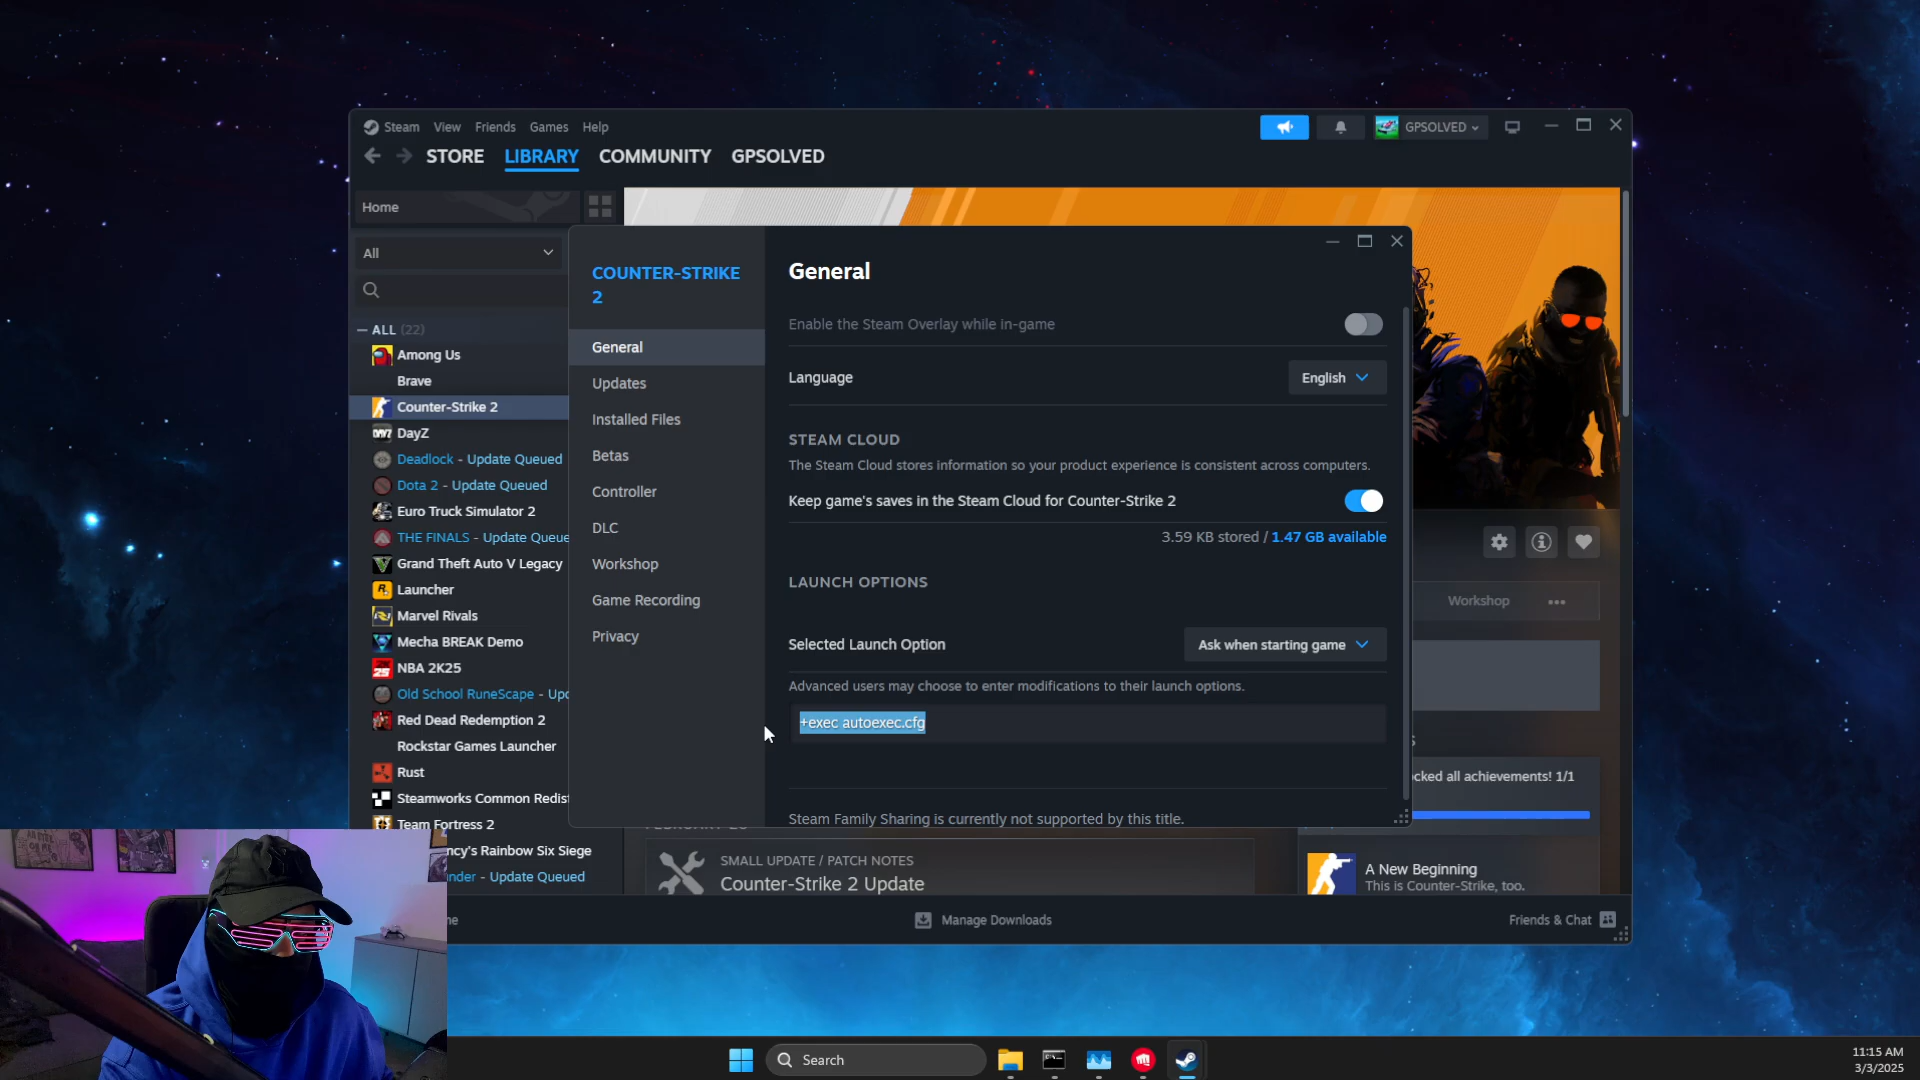 Steam View Friends Games Help
GPSOLVED
STORE LIBRARY COMMUNITY GPSOLVED
Home
All
ALL (22)
Among Us
Brave
Counter-Strike 2
DayZ
Deadlock - Update Queued
Dota 2 - Update Queued
Euro Truck Simulator 2
THE FINALS - Update Queue
Grand Theft Auto V Legacy
Launcher
Marvel Rivals
Mecha BREAK Demo
NBA 2K25
Old School RuneScape - Upd
Red Dead Redemption 2
Rockstar Games Launcher
Rust
Steamworks Common Redis
Team Fortress 2
ncy's Rainbow Six Siege
nder - Update Queued
COUNTER-STRIKE
2
General
Updates
Installed Files
Betas
Controller
DLC
Workshop
Game Recording
Privacy
General
Enable the Steam Overlay while in-game
Language
English
STEAM CLOUD
The Steam Cloud stores information so your product experience is consistent across computers.
Keep game's saves in the Steam Cloud for Counter-Strike 2
3.59 KB stored / 1.47 GB available
LAUNCH OPTIONS
Selected Launch Option
Ask when starting game
Advanced users may choose to enter modifications to their launch options.
+exec autoexec.cfg
Steam Family Sharing is currently not supported by this title.
Workshop
ocked all achievements! 1/1
SMALL UPDATE / PATCH NOTES
Counter-Strike 2 Update
A New Beginning
This is Counter-Strike, too.
Manage Downloads
Friends & Chat
Search
11:15 AM
3/3/2025